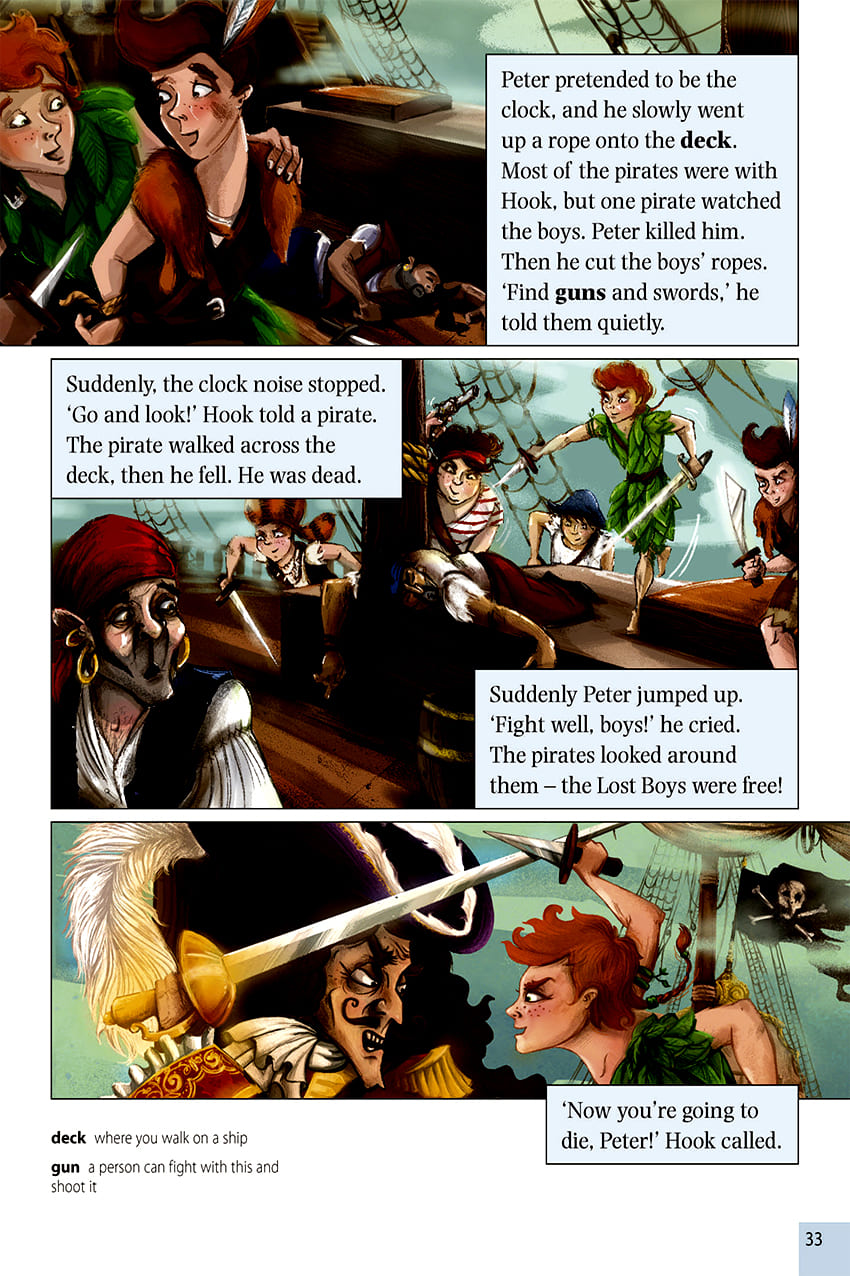 Peter pretended to be the
clock, and he slowly went
up a rope onto the deck.
Most of the pirates were with
Hook, but one pirate watched
the boys. Peter killed him.
Then he cut the boys’ ropes.
‘Find guns and swords,’ he
told them quietly.
Suddenly, the clock noise stopped.
‘Go and look!’ Hook told a pirate.
The pirate walked across the
deck, then he fell. He was dead.
Suddenly Peter jumped up.
‘Fight well, boys!’ he cried.
The pirates looked around
them – the Lost Boys were free!
‘Now you’re going to
die, Peter!’ Hook called.
deck where you walk on a ship
gun a person can fight with this and
shoot it
33